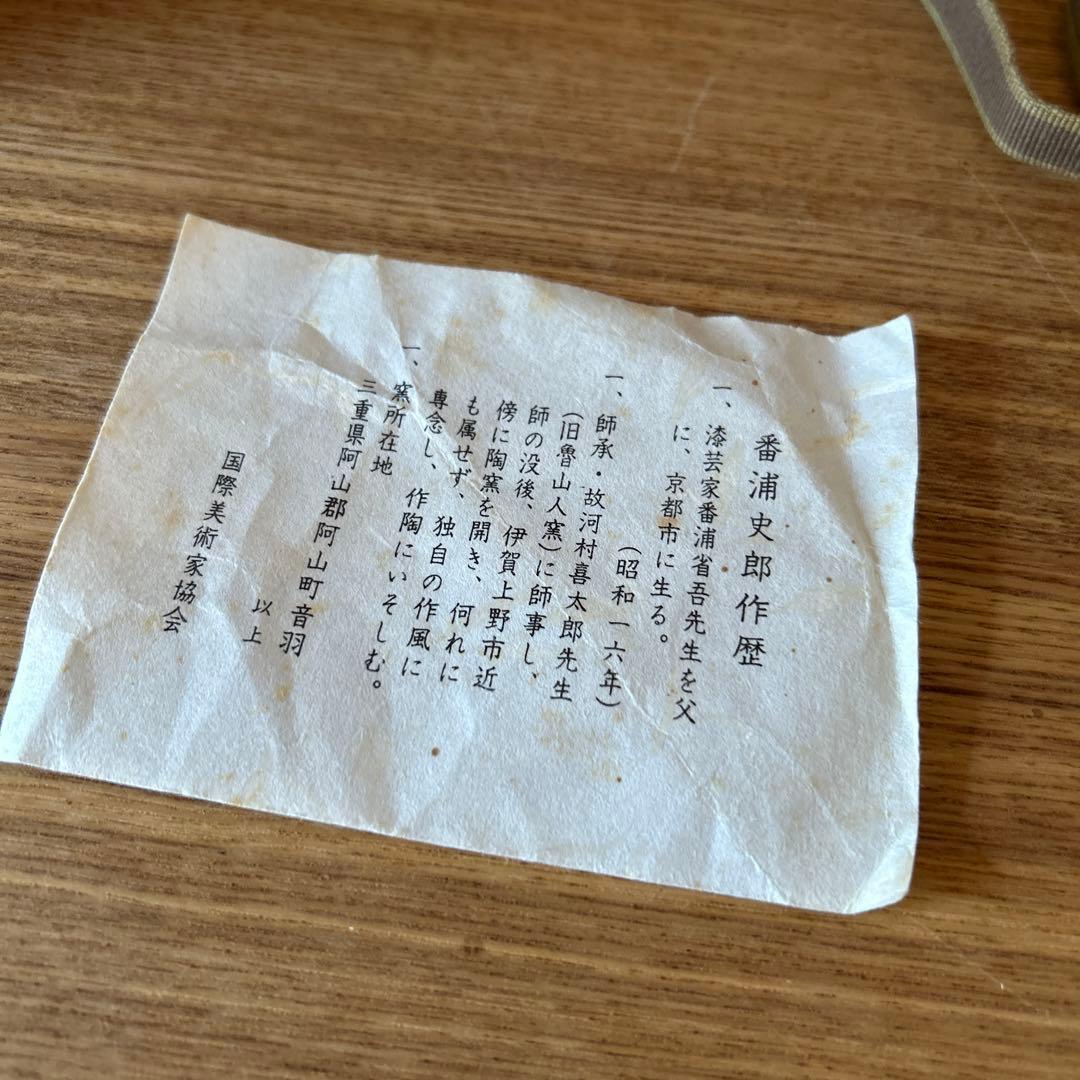 番浦史郎作歴
一、漆芸家番浦省吾先生を父
に、京都市に生る。
(昭和一六年)
一、師承・故河村喜太郎先生
(旧魯山人窯)に師事し、
師の没後、伊賀上野市近
傍に陶窯を開き、何れに
も属せず、独自の作風に
専念し、作陶にいそしむ。
一、窯所在地
三重県阿山郡阿山町音羽
以上
国際美術家協会